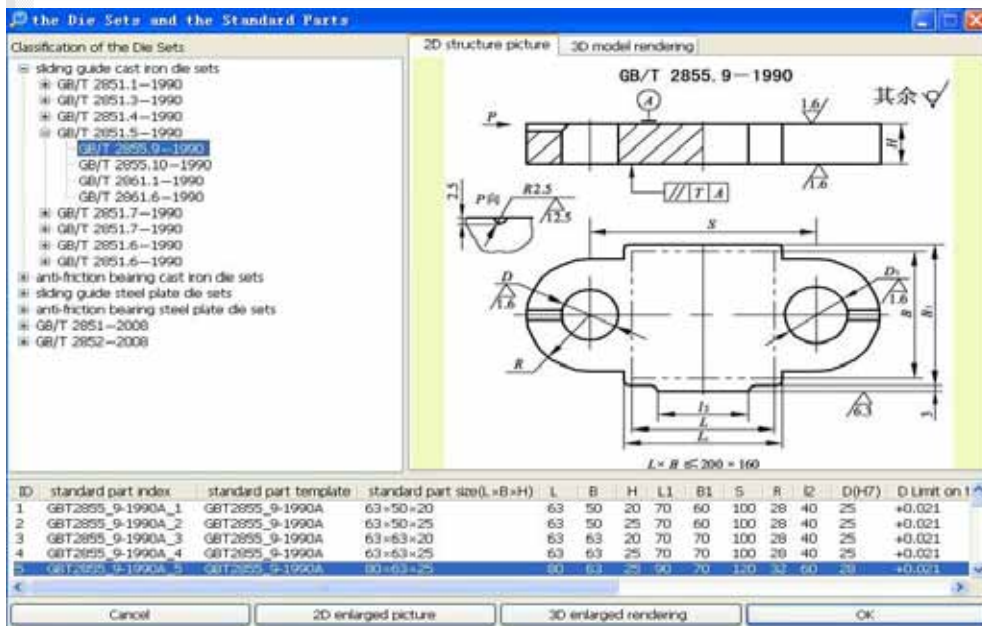 the Die Sets and the Standard Parts
Classification of the Die Sets
sliding guide cast iron die sets
GB/T 2851.1—1990
GB/T 2851.3—1990
GB/T 2851.4—1990
GB/T 2851.5—1990
GB/T 2855.9—1990
GB/T 2855.10—1990
GB/T 2861.1—1990
GB/T 2861.6—1990
GB/T 2851.7—1990
GB/T 2851.7—1990
GB/T 2851.6—1990
GB/T 2851.6—1990
anti-friction bearing cast iron die sets
sliding guide steel plate die sets
anti-friction bearing steel plate die sets
GB/T 2851—2008
GB/T 2852—2008
2D structure picture 3D model rendering
GB/T 2855.9—1990
A
1.6
其余
P
H
1.6
// T A
2.5
P向
R2.5
12.5
S
D
1.6
D₁
1.6
B
B₁
R
6.3
3
L
L×B≤200×160
ID standard part index standard part template standard part size(L×B×H) L B H L1 B1 S R l2 D(H7) D Limit on
1 GBT2855_9-1990A_1 GBT2855_9-1990A 63×50×20 63 50 20 70 60 100 28 40 25 +0.021
2 GBT2855_9-1990A_2 GBT2855_9-1990A 63×50×25 63 50 25 70 60 100 28 40 25 +0.021
3 GBT2855_9-1990A_3 GBT2855_9-1990A 63×63×20 63 63 20 70 70 100 28 40 25 +0.021
4 GBT2855_9-1990A_4 GBT2855_9-1990A 63×63×25 63 63 25 70 70 100 28 40 25 +0.021
5 GBT2855_9-1990A_5 GBT2855_9-1990A 80×63×25 80 63 25 90 70 120 32 60 28 +0.021
Cancel 2D enlarged picture 3D enlarged rendering OK